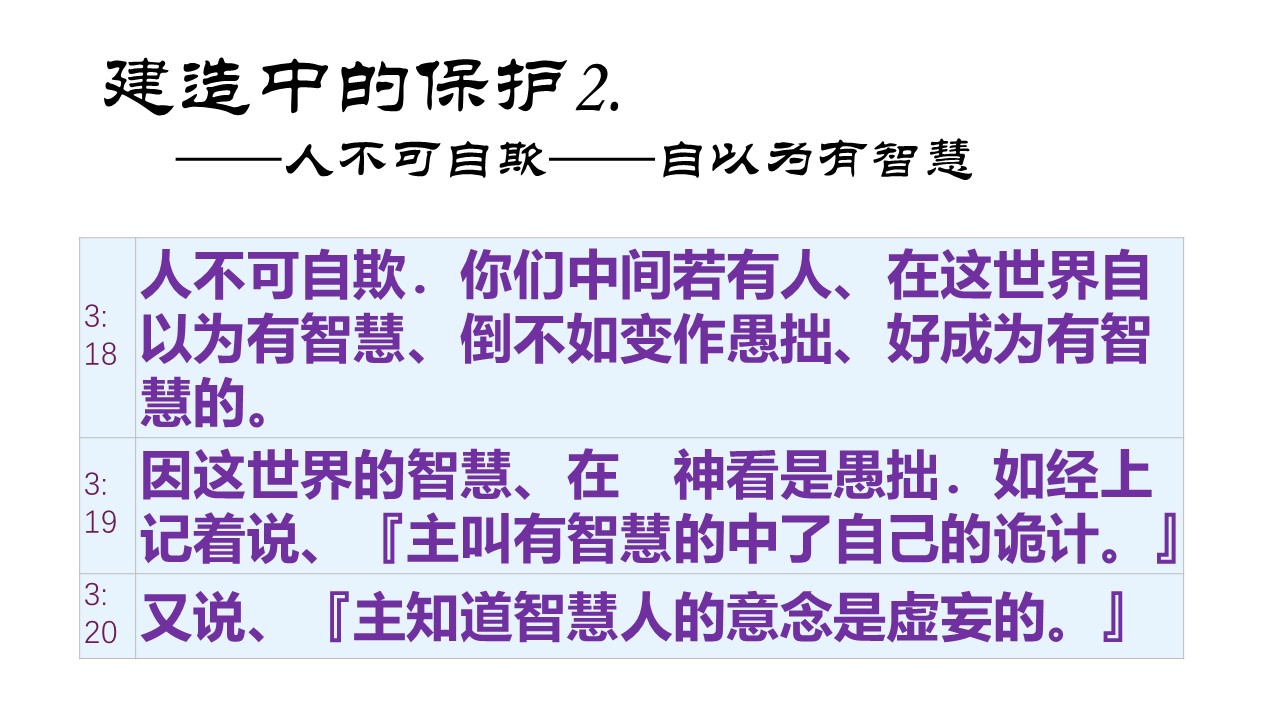 建造中的保护2.
——人不可自欺——自以为有智慧
3:
18
人不可自欺．你们中间若有人、在这世界自
以为有智慧、倒不如变作愚拙、好成为有智
慧的。
3:
19
因这世界的智慧、在　神看是愚拙．如经上
记着说、『主叫有智慧的中了自己的诡计。』
3:
20
又说、『主知道智慧人的意念是虚妄的。』